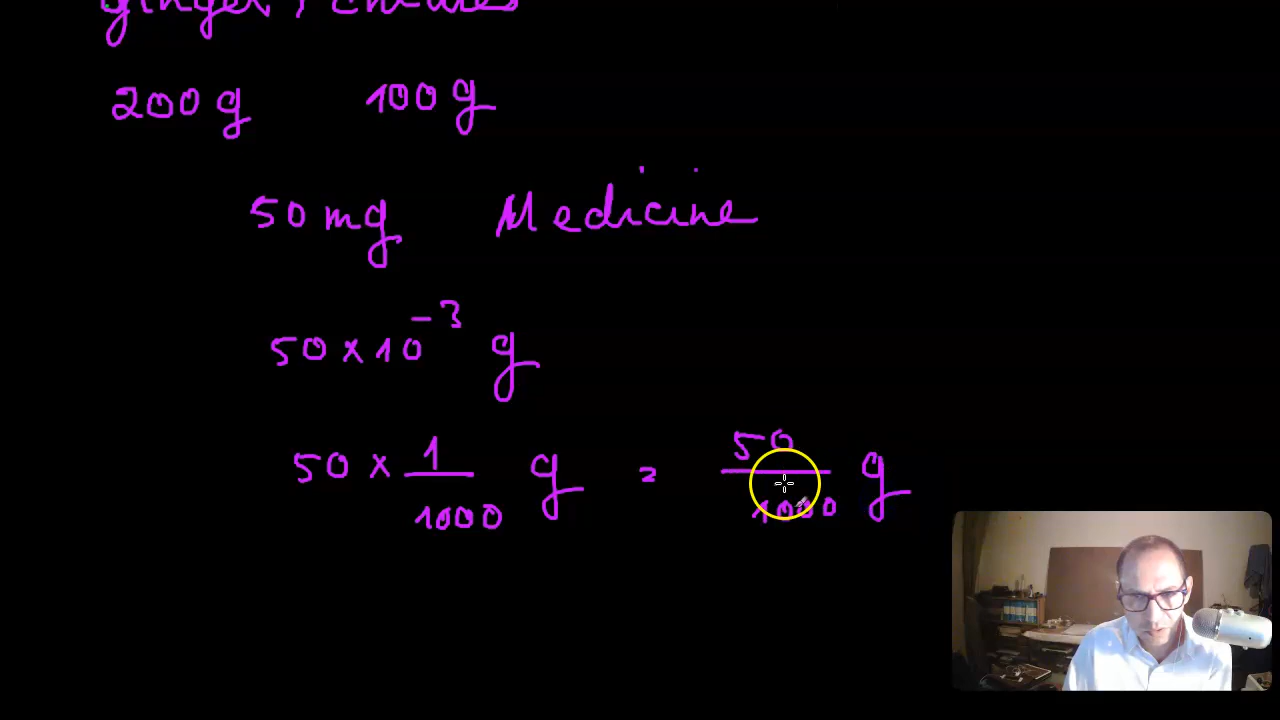 200 g 100 g
50 mg Medicine
50 × 10⁻³ g
50 × 1/1000 g = 50/1000 g